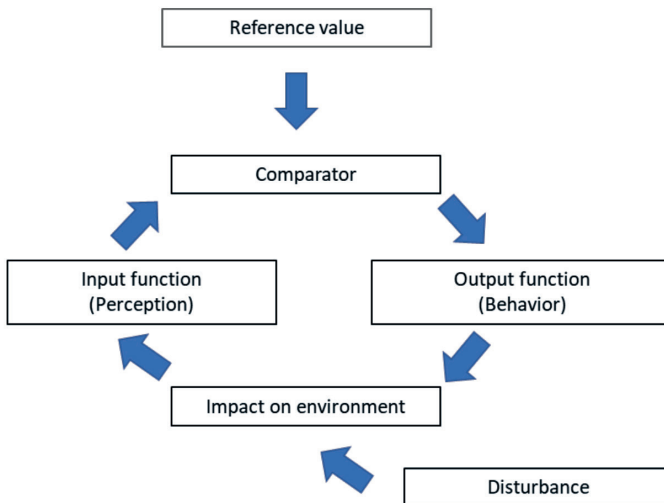 Reference value
Comparator
Input function
(Perception)
Output function
(Behavior)
Impact on environment
Disturbance